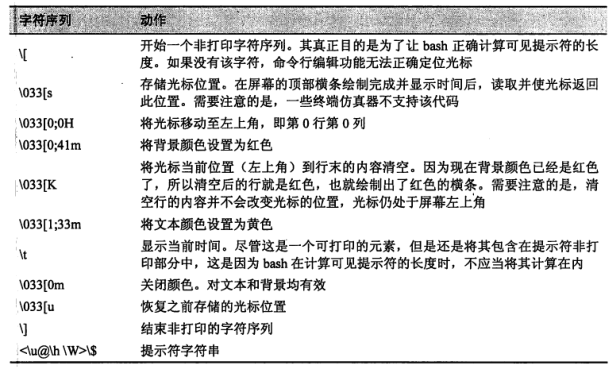 字符序列 动作
\[ 开始一个非打印字符序列。其真正目的是为了让 bash 正确计算可见提示符的长
度。如果没有该字符，命令行编辑功能无法正确定位光标
\033[s 存储光标位置。在屏幕的顶部横条绘制完成并显示时间后，读取并使光标返回
此位置。需要注意的是，一些终端仿真器不支持该代码
\033[0;0H 将光标移动至左上角，即第 0 行第 0 列
\033[0;41m 将背景颜色设置为红色
\033[K 将光标当前位置（左上角）到行末的内容清空。因为现在背景颜色已经是红色
了，所以清空后的行就是红色，也就绘制出了红色的横条。需要注意的是，清
空行的内容并不会改变光标的位置，光标仍处于屏幕左上角
\033[1;33m 将文本颜色设置为黄色
\t 显示当前时间。尽管这是一个可打印的元素，但是还是将其包含在提示符非打
印部分中，这是因为 bash 在计算可见提示符的长度时，不应当将其计算在内
\033[0m 关闭颜色。对文本和背景均有效
\033[u 恢复之前存储的光标位置
\] 结束非打印的字符序列
<\u@\h \W>\$ 提示符字符串